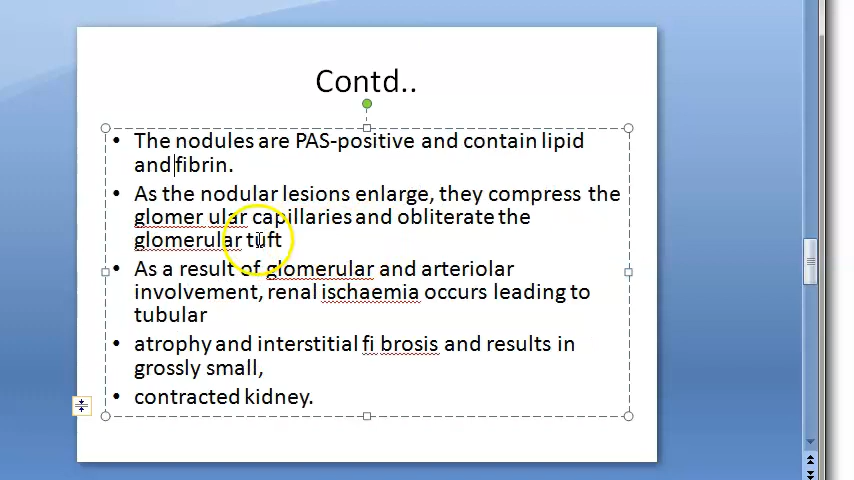 Contd..
• The nodules are PAS-positive and contain lipid
and fibrin.
• As the nodular lesions enlarge, they compress the
glomer ular capillaries and obliterate the
glomerular tuft
• As a result of glomerular and arteriolar
involvement, renal ischaemia occurs leading to
tubular
• atrophy and interstitial fi brosis and results in
grossly small,
• contracted kidney.